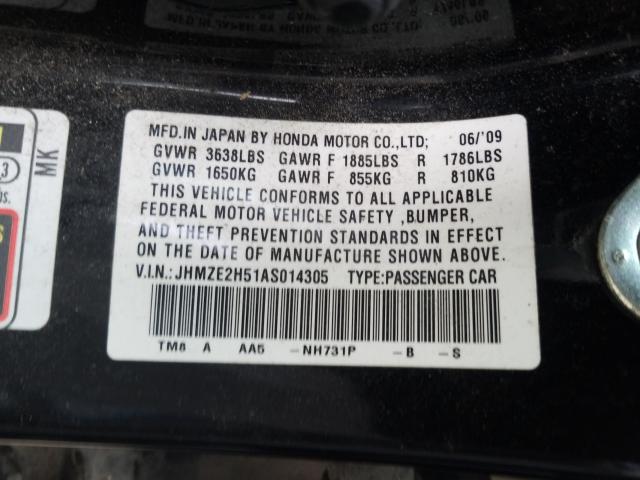 MFD.IN JAPAN BY HONDA MOTOR CO.,LTD; 06/'09
GVWR 3638LBS GAWR F 1885LBS R 1786LBS
GVWR 1650KG GAWR F 855KG R 810KG
THIS VEHICLE CONFORMS TO ALL APPLICABLE
FEDERAL MOTOR VEHICLE SAFETY ,BUMPER,
AND THEFT PREVENTION STANDARDS IN EFFECT
ON THE DATE OF MANUFACTURE SHOWN ABOVE.
V.I.N.:JHMZE2H51AS014305 TYPE:PASSENGER CAR
TM8 A AA5 -NH731P -B -S
MK